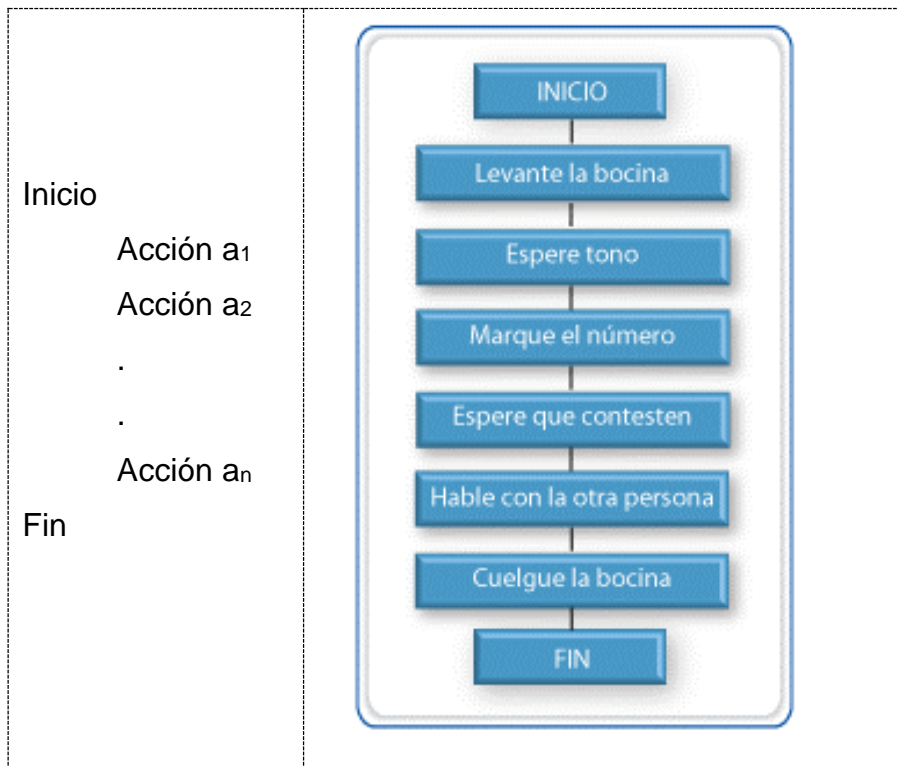 Inicio
Acción a1
Acción a2
.
.
Acción an
Fin
INICIO
Levante la bocina
Espere tono
Marque el número
Espere que contesten
Hable con la otra persona
Cuelgue la bocina
FIN